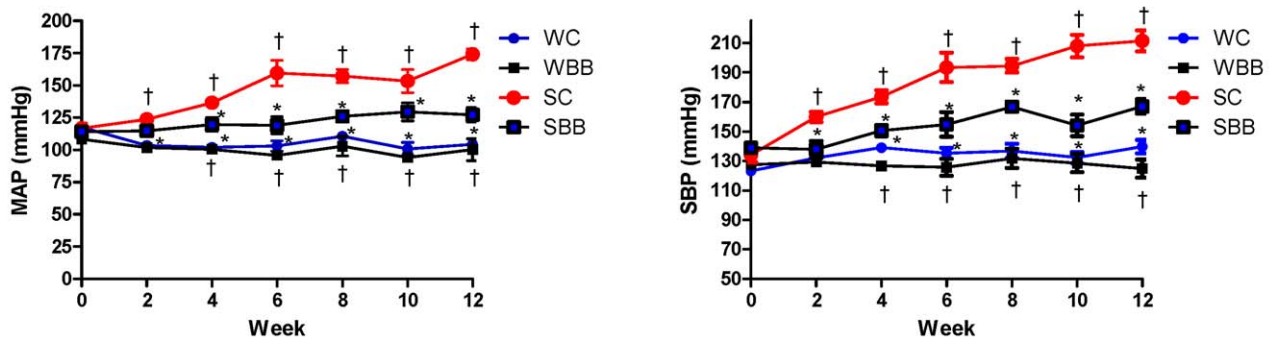 MAP (mmHg)
200
175
150
125
100
75
50
25
0
† † † † † †
* * * * *
* * * * * *
† † † † †
0 2 4 6 8 10 12
Week
WC
WBB
SC
SBB
SBP (mmHg)
210
190
170
150
130
110
90
70
50
† † † † † †
* * * * * *
* * * * *
† † † † †
0 2 4 6 8 10 12
Week
WC
WBB
SC
SBB